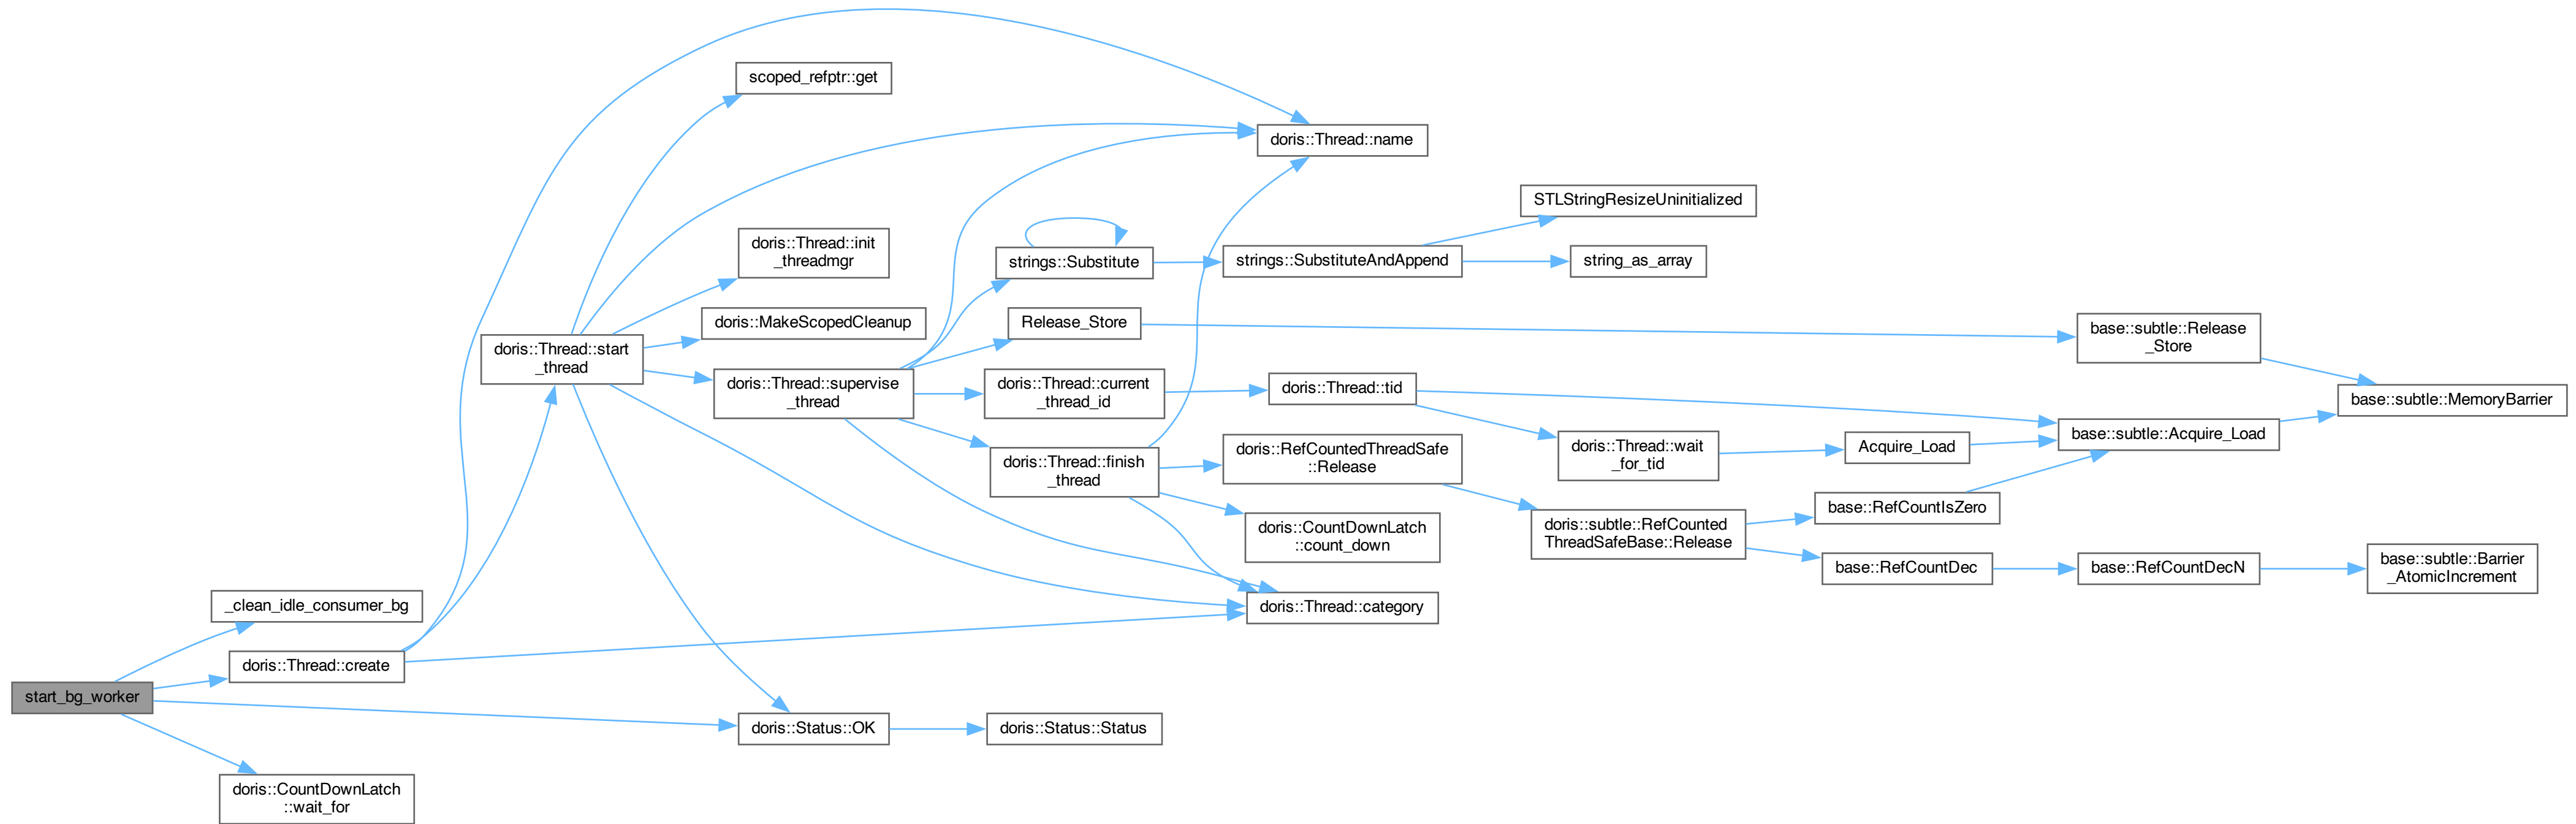 start_bg_worker
_clean_idle_consumer_bg
doris::Thread::create
doris::CountDownLatch
::wait_for
doris::Thread::start
_thread
scoped_refptr::get
doris::Thread::init
_threadmgr
doris::MakeScopedCleanup
doris::Thread::supervise
_thread
doris::Status::OK
doris::Status::Status
strings::Substitute
Release_Store
doris::Thread::current
_thread_id
doris::Thread::finish
_thread
doris::Thread::name
strings::SubstituteAndAppend
doris::Thread::tid
doris::RefCountedThreadSafe
::Release
doris::CountDownLatch
::count_down
doris::Thread::category
STLStringResizeUninitialized
string_as_array
doris::Thread::wait
_for_tid
doris::subtle::RefCounted
ThreadSafeBase::Release
Acquire_Load
base::RefCountIsZero
base::RefCountDec
base::subtle::Release
_Store
base::subtle::Acquire_Load
base::RefCountDecN
base::subtle::MemoryBarrier
base::subtle::Barrier
_AtomicIncrement